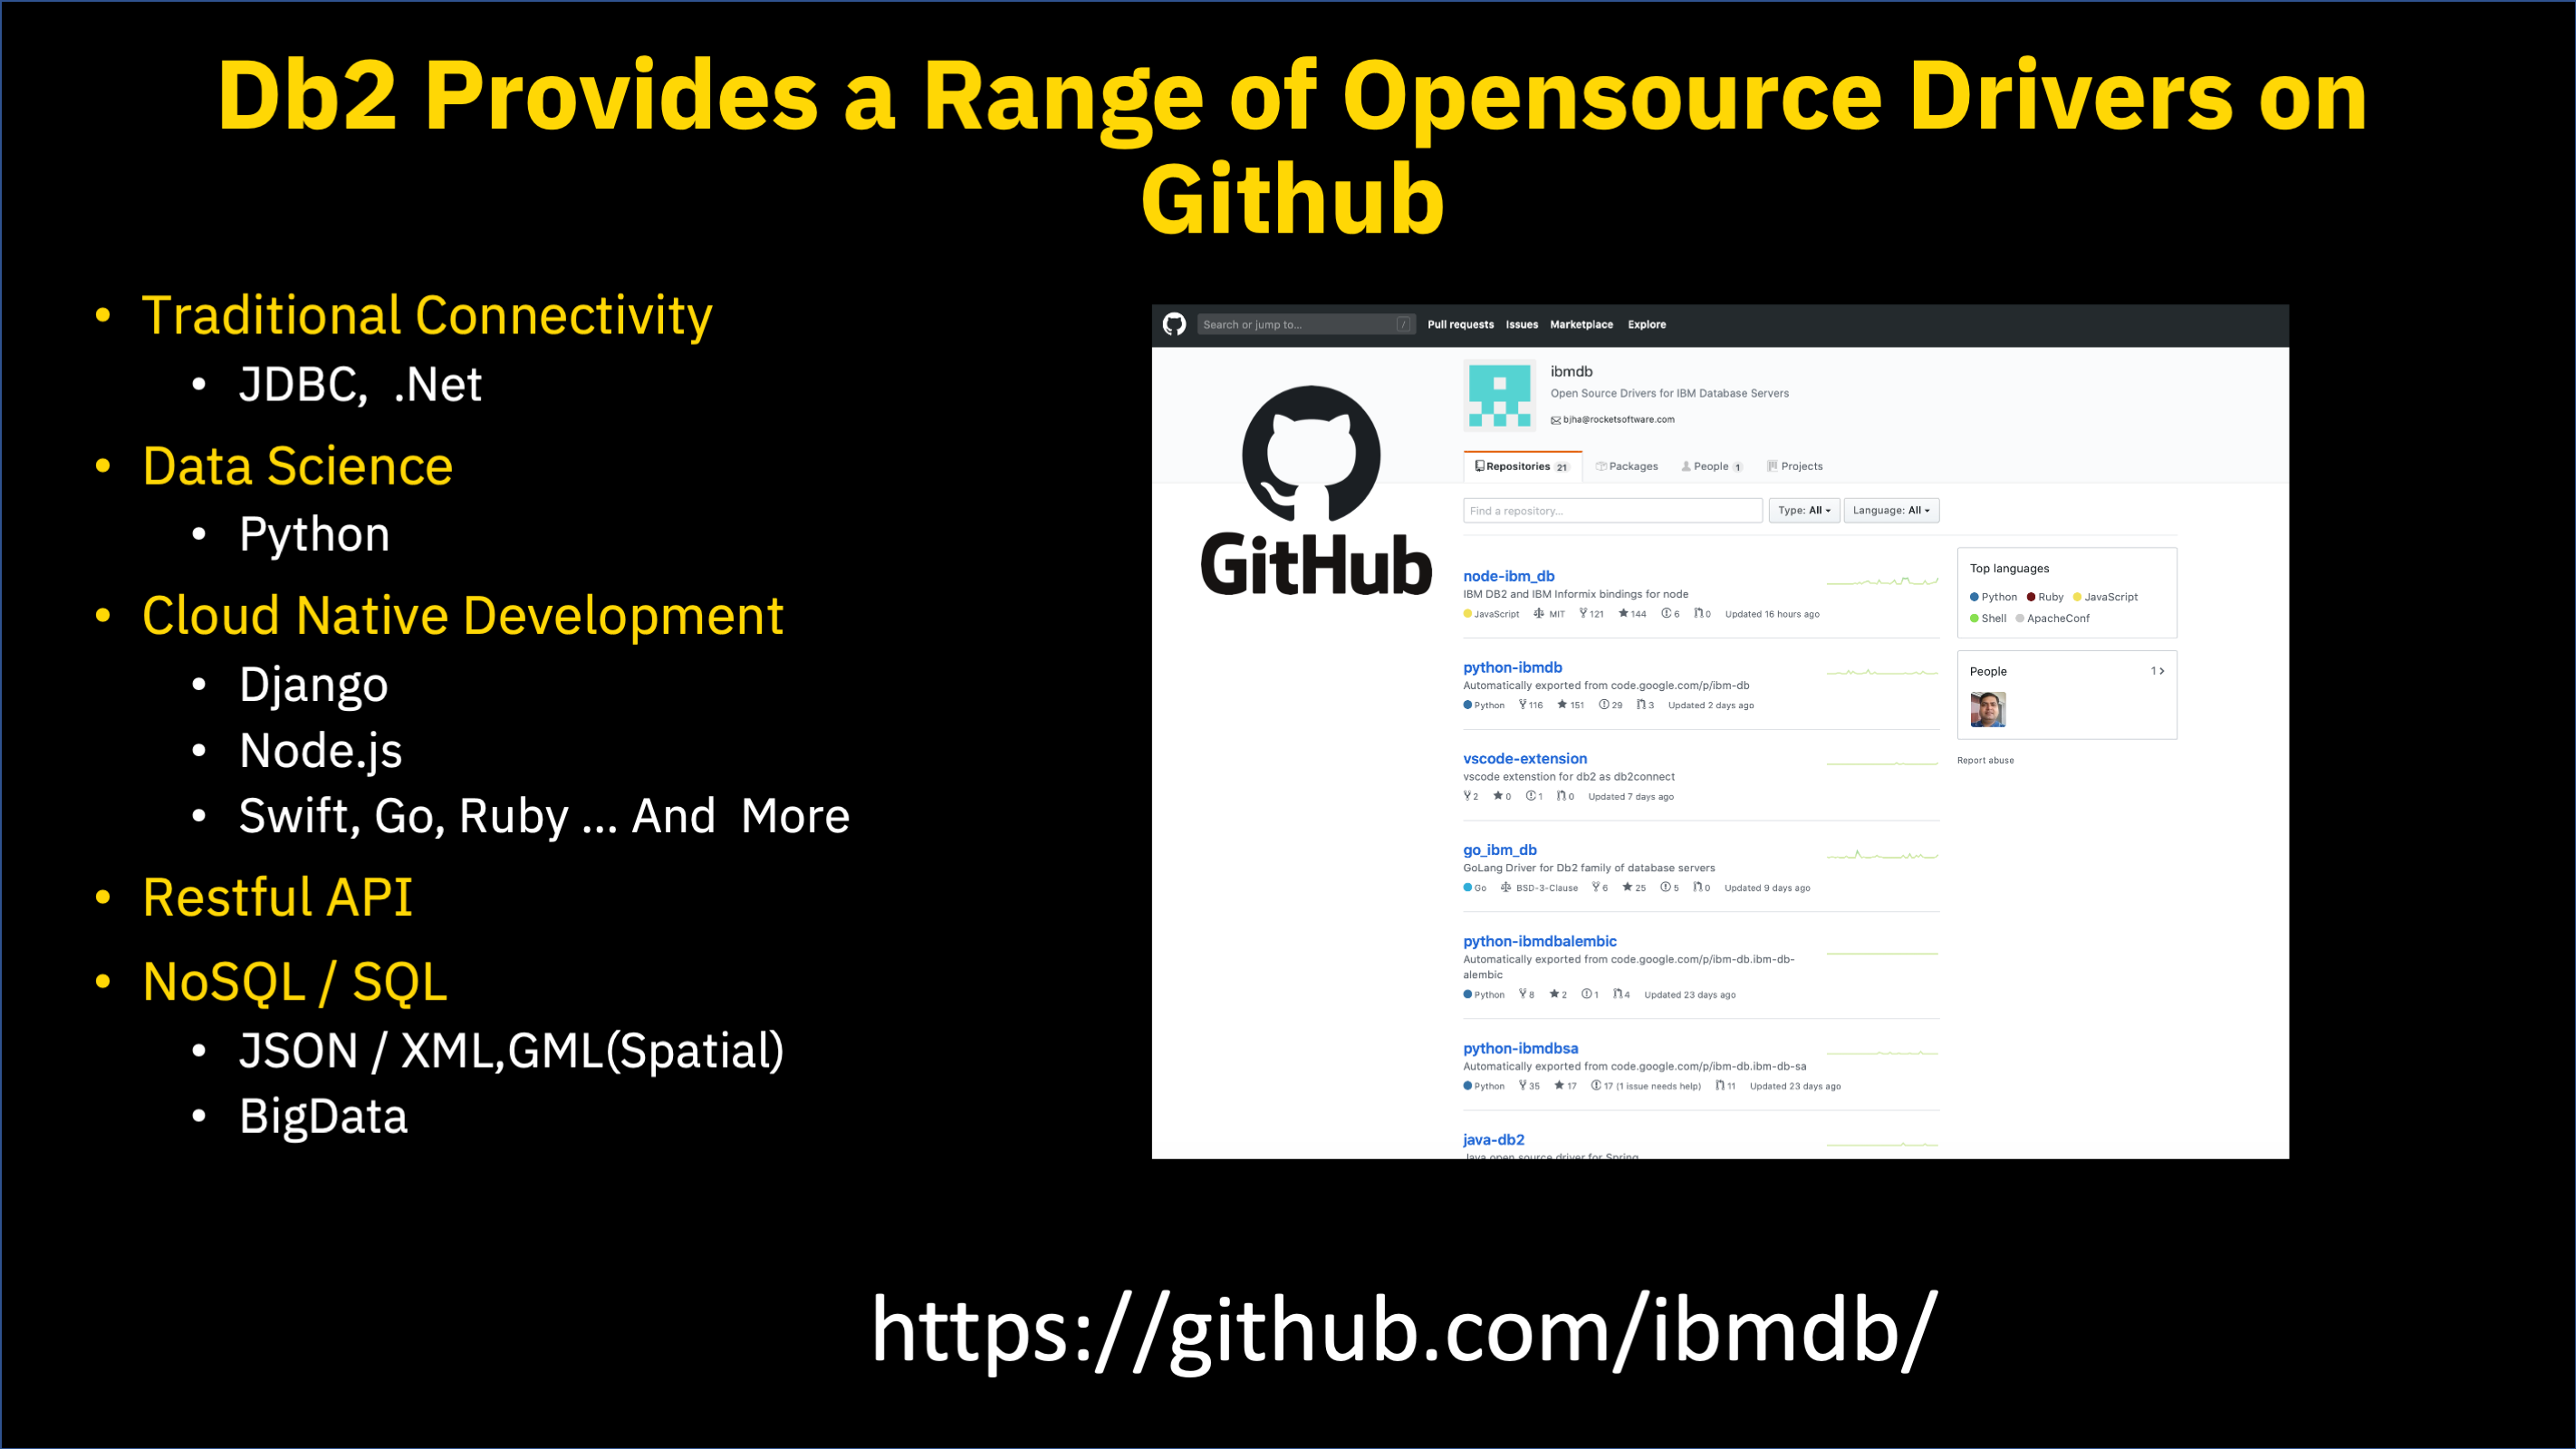 Db2 Provides a Range of Opensource Drivers on
Github
• Traditional Connectivity
• JDBC,  .Net
• Data Science
• Python
• Cloud Native Development
• Django
• Node.js
• Swift, Go, Ruby ... And  More
• Restful API
• NoSQL / SQL
• JSON / XML,GML(Spatial)
• BigData
Search or jump to... /
Pull requests Issues Marketplace Explore
GitHub
ibmdb
Open Source Drivers for IBM Database Servers
bjha@rocketsoftware.com
Repositories 21 Packages People 1 Projects
Find a repository... Type: All Language: All
node-ibm_db
IBM DB2 and IBM Informix bindings for node
JavaScript MIT 121 144 6 0 Updated 16 hours ago
python-ibmdb
Automatically exported from code.google.com/p/ibm-db
Python 116 151 29 3 Updated 2 days ago
vscode-extension
vscode extenstion for db2 as db2connect
2 0 1 0 Updated 7 days ago
go_ibm_db
GoLang Driver for Db2 family of database servers
Go BSD-3-Clause 6 25 5 0 Updated 9 days ago
python-ibmdbalembic
Automatically exported from code.google.com/p/ibm-db.ibm-db-
alembic
Python 8 2 1 4 Updated 23 days ago
python-ibmdbsa
Automatically exported from code.google.com/p/ibm-db.ibm-db-sa
Python 35 17 17 (1 issue needs help) 11 Updated 23 days ago
java-db2
Java open source driver for Spring
Top languages
Python Ruby JavaScript
Shell ApacheConf
People 1 >
Report abuse
https://github.com/ibmdb/